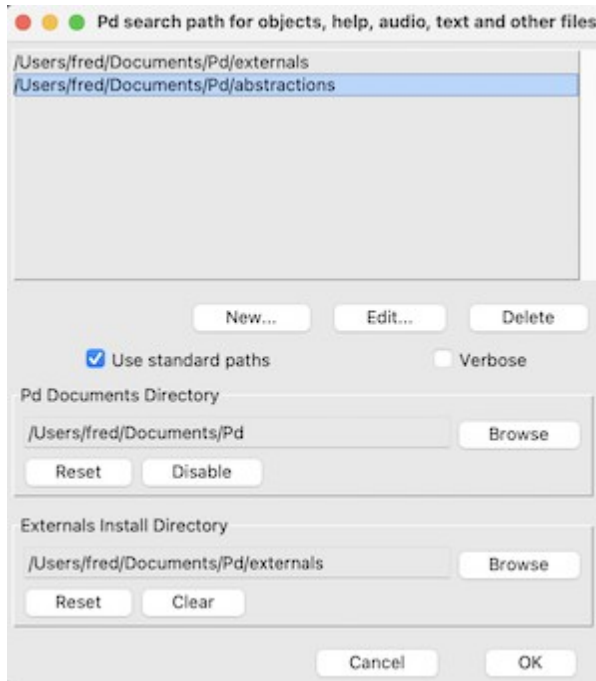 Pd search path for objects, help, audio, text and other files
/Users/fred/Documents/Pd/externals
/Users/fred/Documents/Pd/abstractions
New... Edit... Delete
Use standard paths Verbose
Pd Documents Directory
/Users/fred/Documents/Pd Browse
Reset Disable
Externals Install Directory
/Users/fred/Documents/Pd/externals Browse
Reset Clear
Cancel OK